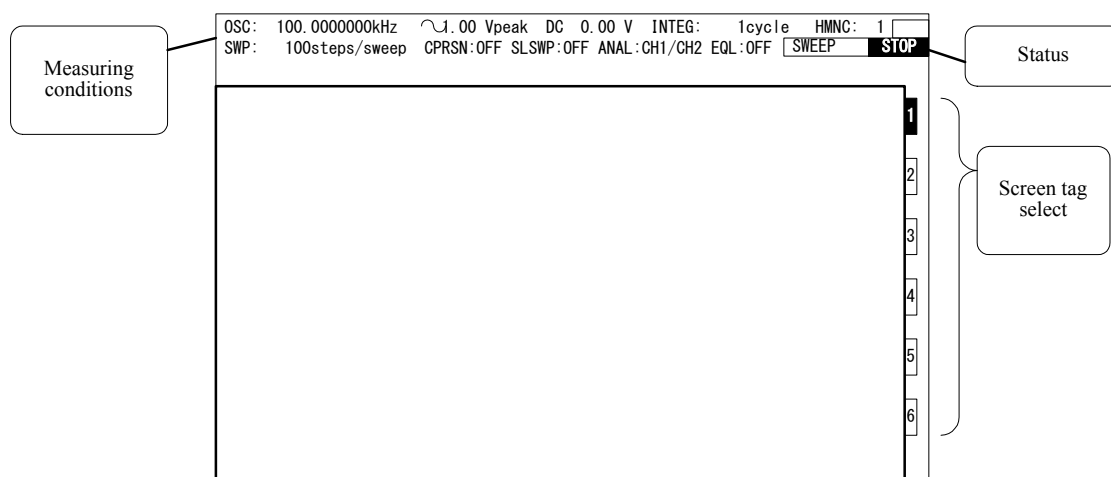 OSC: 100.0000000kHz 1.00 Vpeak DC 0.00 V INTEG: 1cycle HMNC: 1
SWP: 100steps/sweep CPRSN:OFF SLSWP:OFF ANAL:CH1/CH2 EQL:OFF SWEEP STOP
Measuring
conditions
Status
1
2
3
4
5
6
Screen tag
select